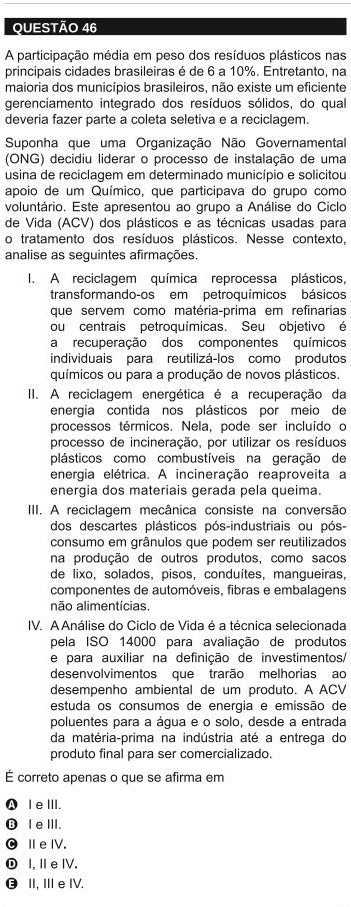 QUESTÃO 46
A participação média em peso dos resíduos plásticos nas
principais cidades brasileiras é de 6 a 10%. Entretanto, na
maioria dos municípios brasileiros, não existe um eficiente
gerenciamento integrado dos resíduos sólidos, do qual
deveria fazer parte a coleta seletiva e a reciclagem.
Suponha que uma Organização Não Governamental
(ONG) decidiu liderar o processo de instalação de uma
usina de reciclagem em determinado município e solicitou
apoio de um Químico, que participava do grupo como
voluntário. Este apresentou ao grupo a Análise do Ciclo
de Vida (ACV) dos plásticos e as técnicas usadas para
o tratamento dos resíduos plásticos. Nesse contexto,
analise as seguintes afirmações.
I. A reciclagem química reprocessa plásticos,
transformando-os em petroquímicos básicos
que servem como matéria-prima em refinarias
ou centrais petroquímicas. Seu objetivo é
a recuperação dos componentes químicos
individuais para reutilizá-los como produtos
químicos ou para a produção de novos plásticos.
II. A reciclagem energética é a recuperação da
energia contida nos plásticos por meio de
processos térmicos. Nela, pode ser incluído o
processo de incineração, por utilizar os resíduos
plásticos como combustíveis na geração de
energia elétrica. A incineração reaproveita a
energia dos materiais gerada pela queima.
III. A reciclagem mecânica consiste na conversão
dos descartes plásticos pós-industriais ou pós-
consumo em grânulos que podem ser reutilizados
na produção de outros produtos, como sacos
de lixo, solados, pisos, conduítes, mangueiras,
componentes de automóveis, fibras e embalagens
não alimentícias.
IV. A Análise do Ciclo de Vida é a técnica selecionada
pela ISO 14000 para avaliação de produtos
e para auxiliar na definição de investimentos/
desenvolvimentos que trarão melhorias ao
desempenho ambiental de um produto. A ACV
estuda os consumos de energia e emissão de
poluentes para a água e o solo, desde a entrada
da matéria-prima na indústria até a entrega do
produto final para ser comercializado.
É correto apenas o que se afirma em
A I e III.
B I e III.
C II e IV.
D I, II e IV.
E II, III e IV.